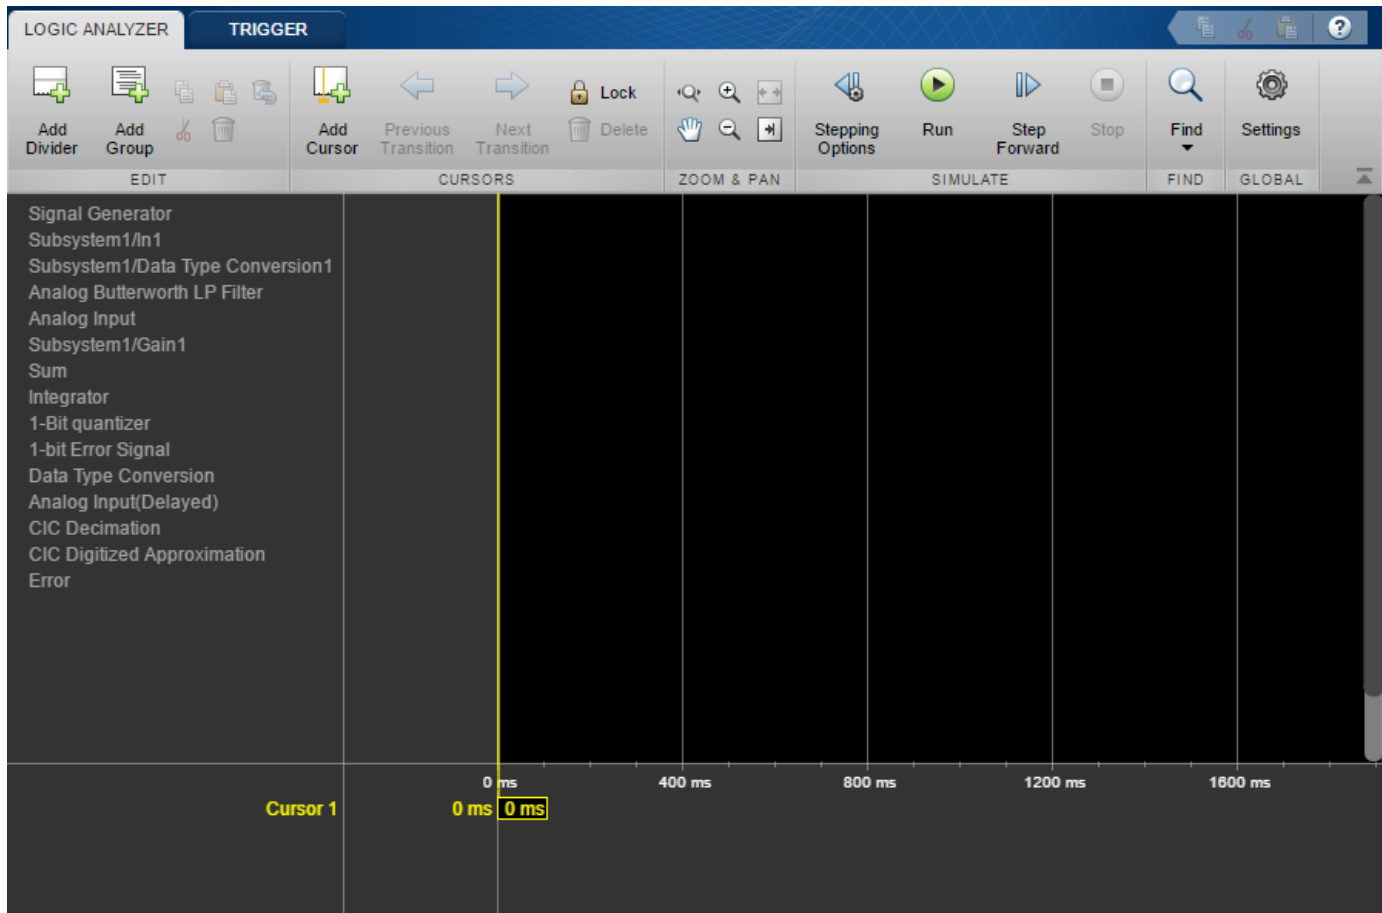 LOGIC ANALYZER
TRIGGER
?
Add Divider
Add Group
Add Cursor
Previous Transition
Next Transition
Lock
Delete
Stepping Options
Run
Step Forward
Stop
Find
Settings
EDIT
CURSORS
ZOOM & PAN
SIMULATE
FIND
GLOBAL
Signal Generator
Subsystem1/In1
Subsystem1/Data Type Conversion1
Analog Butterworth LP Filter
Analog Input
Subsystem1/Gain1
Sum
Integrator
1-Bit quantizer
1-bit Error Signal
Data Type Conversion
Analog Input(Delayed)
CIC Decimation
CIC Digitized Approximation
Error
0 ms 400 ms 800 ms 1200 ms 1600 ms
Cursor 1 0 ms 0 ms